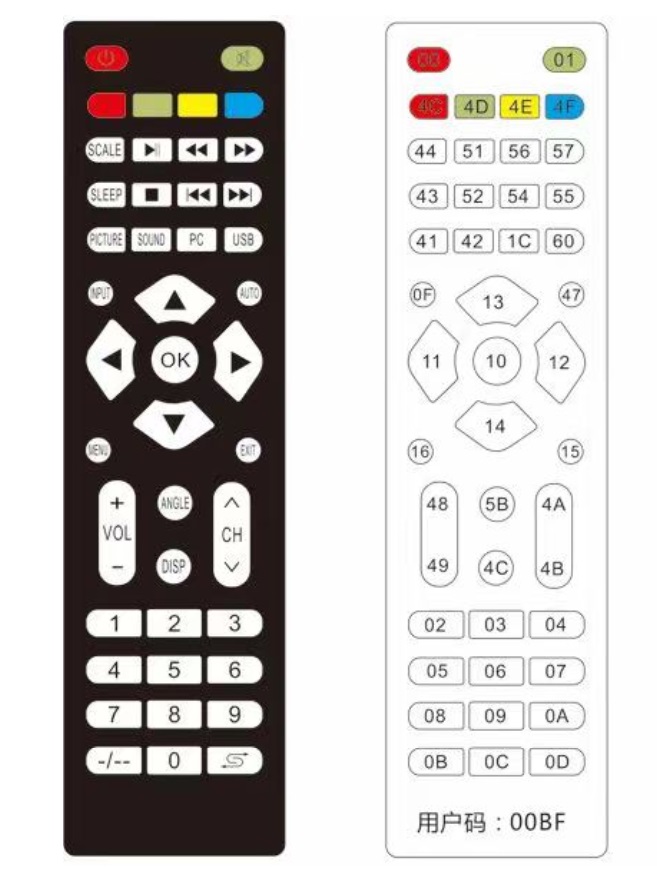 00 01
4C 4D 4E 4F
SCALE
44 51 56 57
SLEEP
43 52 54 55
PICTURE SOUND PC USB
41 42 1C 60
INPUT AUTO
0F 13 47
OK
11 10 12
14
MENU EXIT
16 15
+ ANGLE
VOL CH
− DISP
48 5B 4A
49 4C 4B
1 2 3
02 03 04
4 5 6
05 06 07
7 8 9
08 09 0A
-/-- 0
0B 0C 0D
用户码：00BF